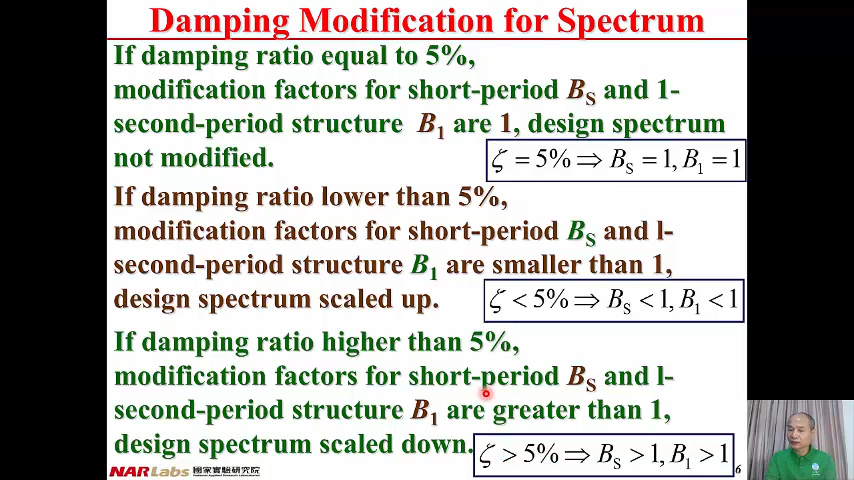 Damping Modification for Spectrum
If damping ratio equal to 5%,
modification factors for short-period BS and 1-
second-period structure B1 are 1, design spectrum
not modified.
ζ = 5% ⇒ BS = 1, B1 = 1
If damping ratio lower than 5%,
modification factors for short-period BS and l-
second-period structure B1 are smaller than 1,
design spectrum scaled up.
ζ < 5% ⇒ BS < 1, B1 < 1
If damping ratio higher than 5%,
modification factors for short-period BS and l-
second-period structure B1 are greater than 1,
design spectrum scaled down.
ζ > 5% ⇒ BS > 1, B1 > 1
NARLabs 國家實驗研究院
6